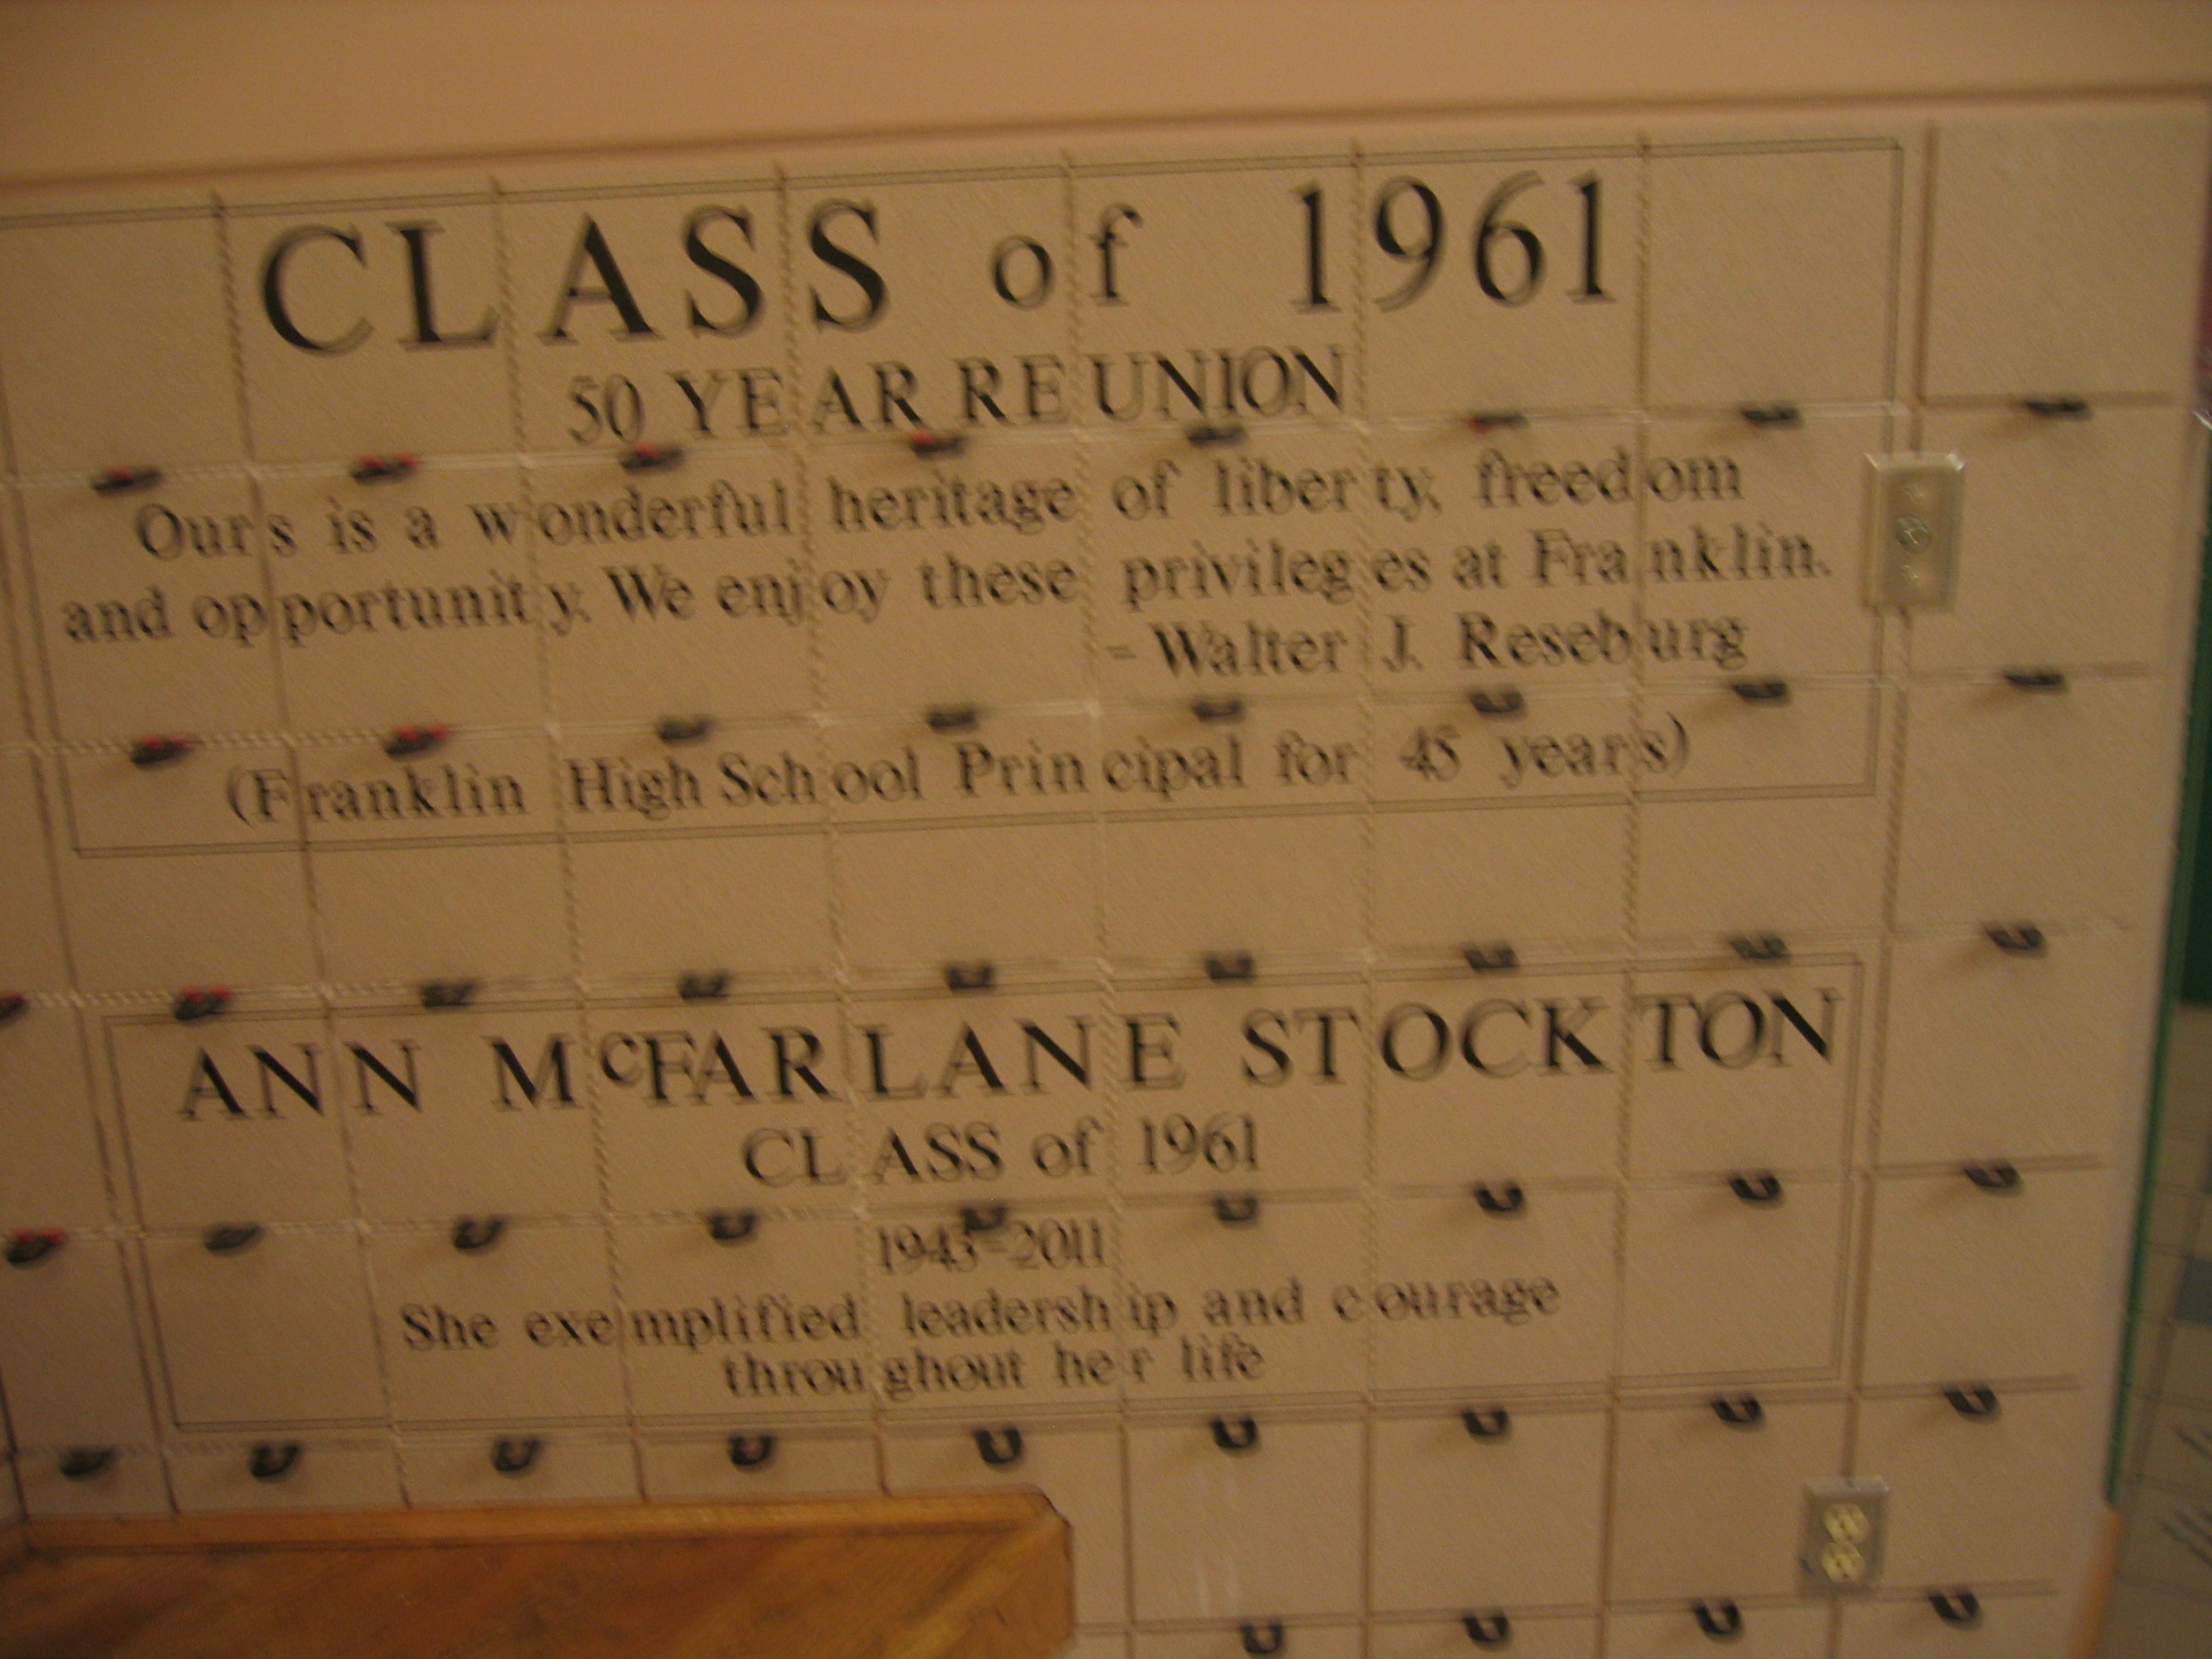 CLASS of 1961
50 YEAR REUNION
Ours is a wonderful heritage of liberty, freedom
and opportunity. We enjoy these privileges at Franklin.
- Walter J. Reseburg
(Franklin High School Principal for 45 years)
ANN McFARLANE STOCKTON
CLASS of 1961
1943-2011
She exemplified leadership and courage
throughout her life